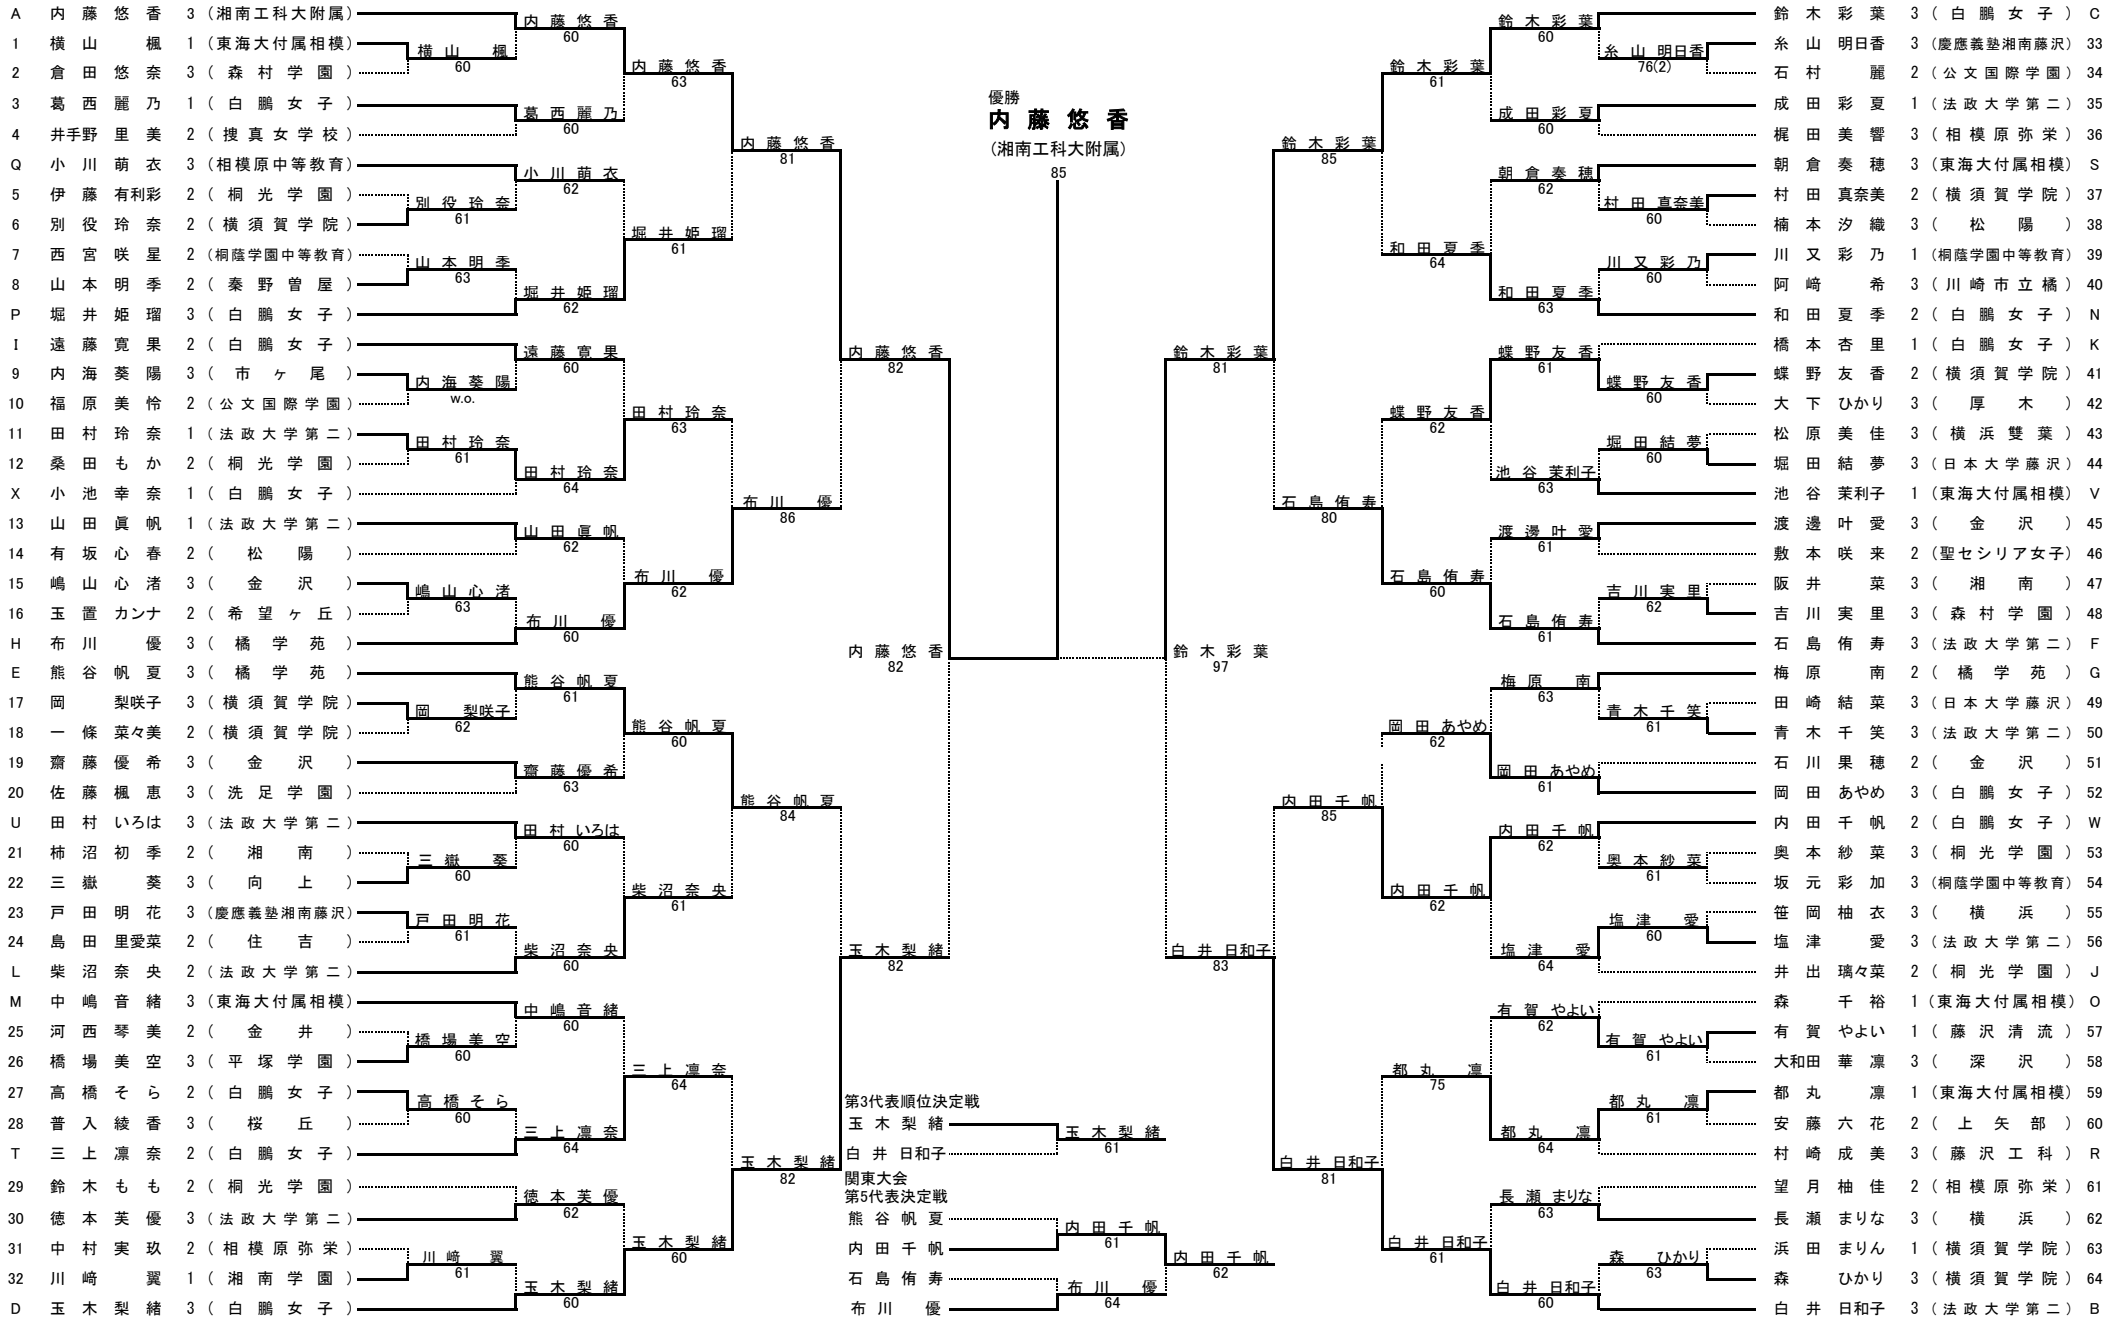 A 内藤悠香 3 (湘南工科大附属)
1 横山 楓 1 (東海大付属相模)
2 倉田悠奈 3 (森村学園)
3 葛西麗乃 1 (白鵬女子)
4 井手野里美 2 (捜真女学校)
Q 小川萌衣 3 (相模原中等教育)
5 伊藤有利彩 2 (桐光学園)
6 別役玲奈 2 (横須賀学院)
7 西宮咲星 2 (桐蔭学園中等教育)
8 山本明季 2 (秦野曽屋)
P 堀井姫瑠 3 (白鵬女子)
I 遠藤寛果 2 (白鵬女子)
9 内海葵陽 3 (市ヶ尾)
10 福原美怜 2 (公文国際学園)
11 田村玲奈 1 (法政大学第二)
12 桑田もか 2 (桐光学園)
X 小池幸奈 1 (白鵬女子)
13 山田眞帆 1 (法政大学第二)
14 有坂心春 2 (松陽)
15 嶋山心渚 3 (金沢)
16 玉置カンナ 2 (希望ヶ丘)
H 布川 優 3 (橘学苑)
E 熊谷帆夏 3 (橘学苑)
17 岡 梨咲子 3 (横須賀学院)
18 一條菜々美 2 (横須賀学院)
19 齋藤優希 3 (金沢)
20 佐藤楓恵 3 (洗足学園)
U 田村いろは 3 (法政大学第二)
21 柿沼初季 2 (湘南)
22 三嶽 葵 3 (向上)
23 戸田明花 3 (慶應義塾湘南藤沢)
24 島田里愛菜 2 (住吉)
L 柴沼奈央 2 (法政大学第二)
M 中嶋音緒 3 (東海大付属相模)
25 河西琴美 2 (金井)
26 橋場美空 3 (平塚学園)
27 高橋そら 2 (白鵬女子)
28 普入綾香 3 (桜丘)
T 三上凛奈 2 (白鵬女子)
29 鈴木もも 2 (桐光学園)
30 徳本芙優 3 (法政大学第二)
31 中村実玖 2 (相模原弥栄)
32 川﨑 翼 1 (湘南学園)
D 玉木梨緒 3 (白鵬女子)
横山 楓
60
別役玲奈
61
山本明季
63
内海葵陽
w.o.
田村玲奈
61
嶋山心渚
63
岡 梨咲子
62
三嶽 葵
60
戸田明花
61
橋場美空
60
高橋そら
60
川﨑 翼
61
内藤悠香
60
葛西麗乃
60
小川萌衣
62
堀井姫瑠
62
遠藤寛果
60
田村玲奈
64
山田眞帆
62
布川 優
60
熊谷帆夏
61
齋藤優希
63
田村いろは
60
柴沼奈央
60
中嶋音緒
60
三上凛奈
64
徳本芙優
62
玉木梨緒
60
内藤悠香
63
堀井姫瑠
61
田村玲奈
63
布川 優
62
熊谷帆夏
60
柴沼奈央
61
三上凛奈
64
玉木梨緒
60
内藤悠香
81
布川 優
86
熊谷帆夏
84
玉木梨緒
82
内藤悠香
82
玉木梨緒
82
内藤悠香
82
優勝
内藤悠香
(湘南工科大附属)
85
鈴木彩葉
97
鈴木彩葉
81
白井日和子
83
鈴木彩葉
85
石島侑寿
80
内田千帆
85
白井日和子
81
鈴木彩葉
61
和田夏季
64
蝶野友香
62
石島侑寿
60
岡田あやめ
62
内田千帆
62
都丸 凛
75
白井日和子
61
鈴木彩葉
60
成田彩夏
60
朝倉奏穂
62
和田夏季
63
蝶野友香
61
池谷茉利子
63
渡邊叶愛
61
石島侑寿
61
梅原 南
63
岡田あやめ
61
内田千帆
62
塩津 愛
64
有賀やよい
62
都丸 凛
64
長瀬まりな
63
白井日和子
60
糸山明日香
76(2)
村田真奈美
60
川又彩乃
60
蝶野友香
60
堀田結夢
60
吉川実里
62
青木千笑
61
奥本紗菜
61
塩津 愛
60
有賀やよい
61
都丸 凛
61
森 ひかり
63
鈴木彩葉 3 (白鵬女子) C
糸山明日香 3 (慶應義塾湘南藤沢) 33
石村 麗 2 (公文国際学園) 34
成田彩夏 1 (法政大学第二) 35
梶田美響 3 (相模原弥栄) 36
朝倉奏穂 3 (東海大付属相模) S
村田真奈美 2 (横須賀学院) 37
楠本汐織 3 (松陽) 38
川又彩乃 1 (桐蔭学園中等教育) 39
阿﨑 希 3 (川崎市立橘) 40
和田夏季 2 (白鵬女子) N
橋本杏里 1 (白鵬女子) K
蝶野友香 2 (横須賀学院) 41
大下ひかり 3 (厚木) 42
松原美佳 3 (横浜雙葉) 43
堀田結夢 3 (日本大学藤沢) 44
池谷茉利子 1 (東海大付属相模) V
渡邊叶愛 3 (金沢) 45
敷本咲来 2 (聖セシリア女子) 46
阪井 菜 3 (湘南) 47
吉川実里 3 (森村学園) 48
石島侑寿 3 (法政大学第二) F
梅原 南 2 (橘学苑) G
田崎結菜 3 (日本大学藤沢) 49
青木千笑 3 (法政大学第二) 50
石川果穂 2 (金沢) 51
岡田あやめ 3 (白鵬女子) 52
内田千帆 2 (白鵬女子) W
奥本紗菜 3 (桐光学園) 53
坂元彩加 3 (桐蔭学園中等教育) 54
笹岡柚衣 3 (横浜) 55
塩津 愛 3 (法政大学第二) 56
井出璃々菜 2 (桐光学園) J
森 千裕 1 (東海大付属相模) O
有賀やよい 1 (藤沢清流) 57
大和田華凛 3 (深沢) 58
都丸 凛 1 (東海大付属相模) 59
安藤六花 2 (上矢部) 60
村崎成美 3 (藤沢工科) R
望月柚佳 2 (相模原弥栄) 61
長瀬まりな 3 (横浜) 62
浜田まりん 1 (横須賀学院) 63
森 ひかり 3 (横須賀学院) 64
白井日和子 3 (法政大学第二) B
第3代表順位決定戦
玉木梨緒
白井日和子
玉木梨緒
61
関東大会
第5代表決定戦
熊谷帆夏
内田千帆
石島侑寿
布川 優
内田千帆
61
布川 優
64
内田千帆
62